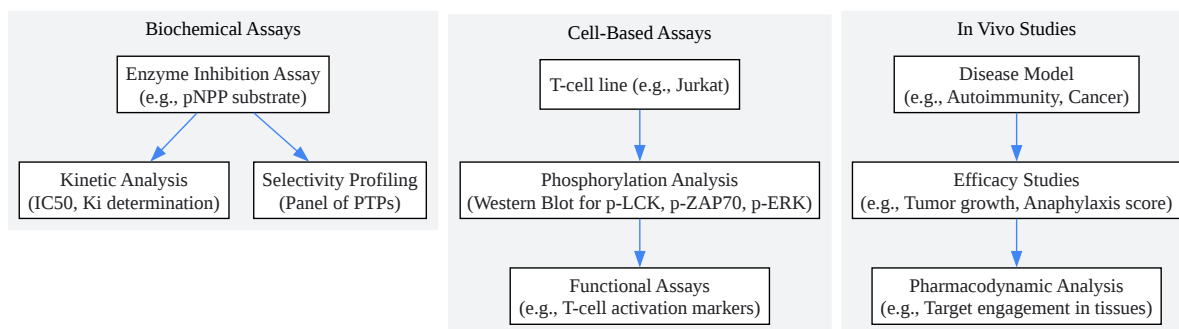 Biochemical Assays
Enzyme Inhibition Assay
(e.g., pNPP substrate)
Kinetic Analysis
(IC50, Ki determination)
Selectivity Profiling
(Panel of PTPs)
Cell-Based Assays
T-cell line (e.g., Jurkat)
Phosphorylation Analysis
(Western Blot for p-LCK, p-ZAP70, p-ERK)
Functional Assays
(e.g., T-cell activation markers)
In Vivo Studies
Disease Model
(e.g., Autoimmunity, Cancer)
Efficacy Studies
(e.g., Tumor growth, Anaphylaxis score)
Pharmacodynamic Analysis
(e.g., Target engagement in tissues)